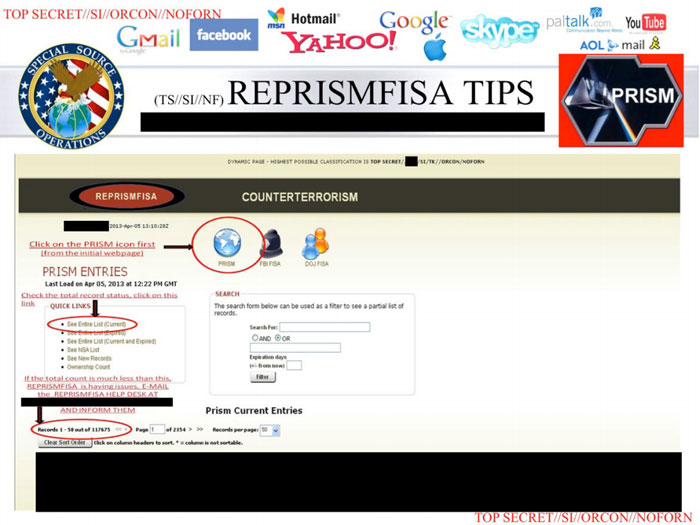 TOP SECRET//SI//ORCON//NOFORN
Gmail
by Google
facebook
msn Hotmail®
YAHOO!
Google™
skype™
paltalk.com
Communication Beyond Words
YouTube
AOL mail
SPECIAL SOURCE
OPERATIONS
(TS//SI//NF) REPRISMFISA TIPS
PRISM
DYNAMIC PAGE - HIGHEST POSSIBLE CLASSIFICATION IS TOP SECRET/ /SI/TK//ORCON/NOFORN
REPRISMFISA
COUNTERTERRORISM
2013-Apr-05 13:10:28Z
Click on the PRISM icon first
(from the initial webpage)
PRISM
FBI FISA
DOJ FISA
PRISM ENTRIES
Last Load on Apr 05, 2013 at 12:22 PM GMT
Check the total record status, click on this
link
QUICK LINKS
See Entire List (Current)
See Entire List (Expired)
See Entire List (Current and Expired)
See NSA List
See New Records
Ownership Count
SEARCH
The search form below can be used as a filter to see a partial list of
records.
Search For:
AND OR
Expiration days
(+/- from now)
Filter
If the total count is much less than this,
REPRISMFISA is having issues, E-MAIL
the REPRISMFISA HELP DESK AT
AND INFORM THEM
Prism Current Entries
Records 1 - 50 out of 117675 << < Page 1 of 2354 > >> Records per page: 50
Clear Sort Order Click on column headers to sort. * = column is not sortable.
TOP SECRET//SI//ORCON//NOFORN